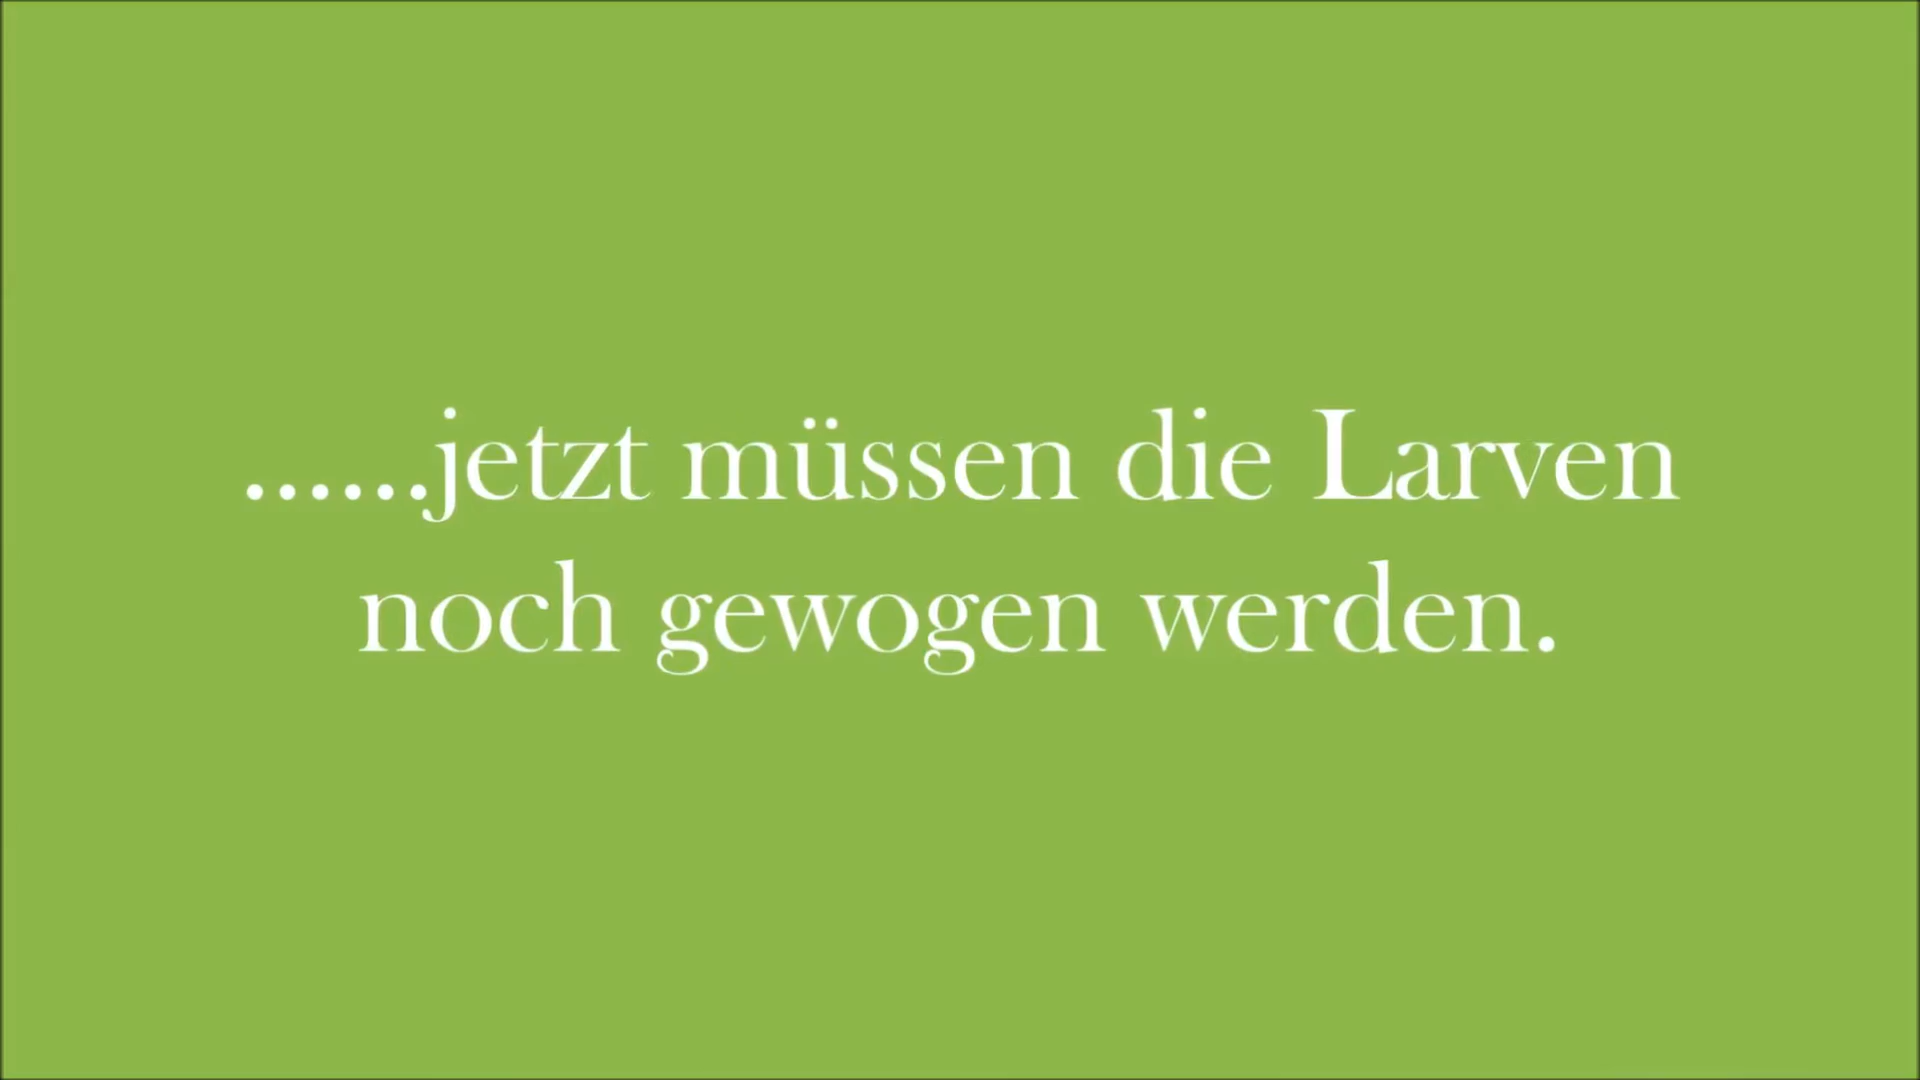 ......jetzt müssen die Larven
noch gewogen werden.